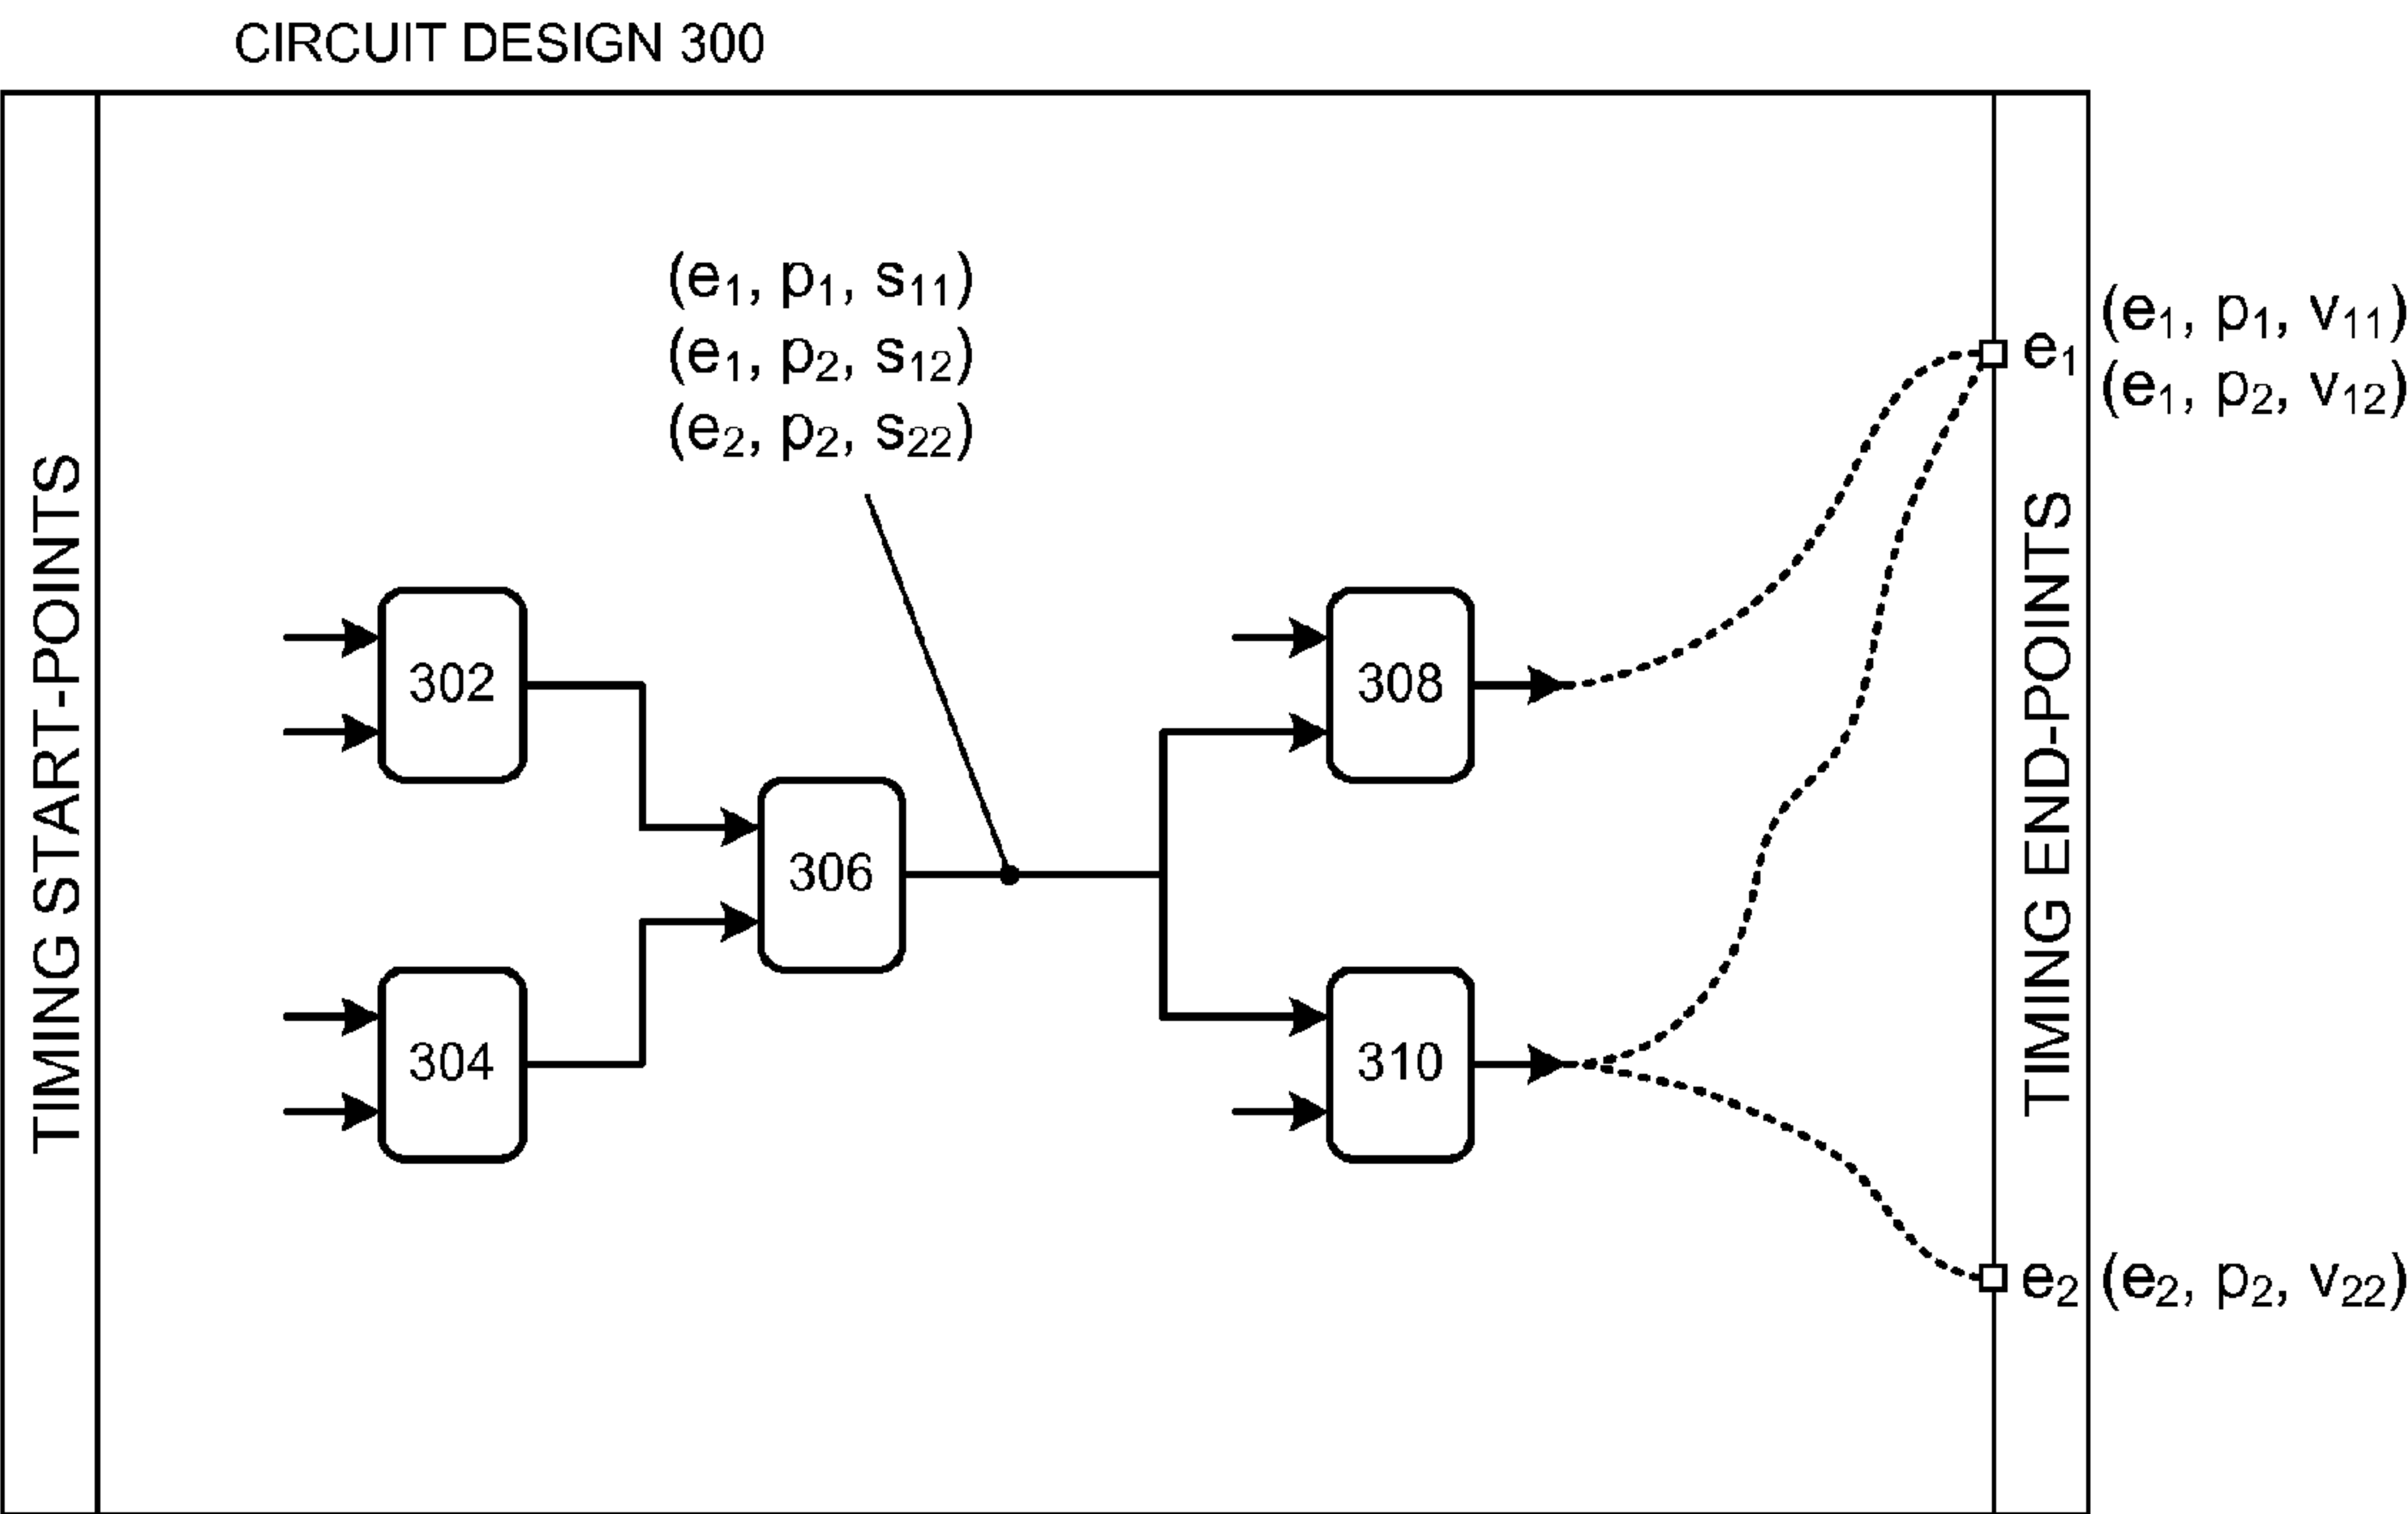 CIRCUIT DESIGN 300
TIMING START-POINTS
(e₁, p₁, s₁₁)
(e₁, p₂, s₁₂)
(e₂, p₂, s₂₂)
302
304
306
308
310
TIMING END-POINTS
e₁
(e₁, p₁, v₁₁)
(e₁, p₂, v₁₂)
e₂ (e₂, p₂, v₂₂)